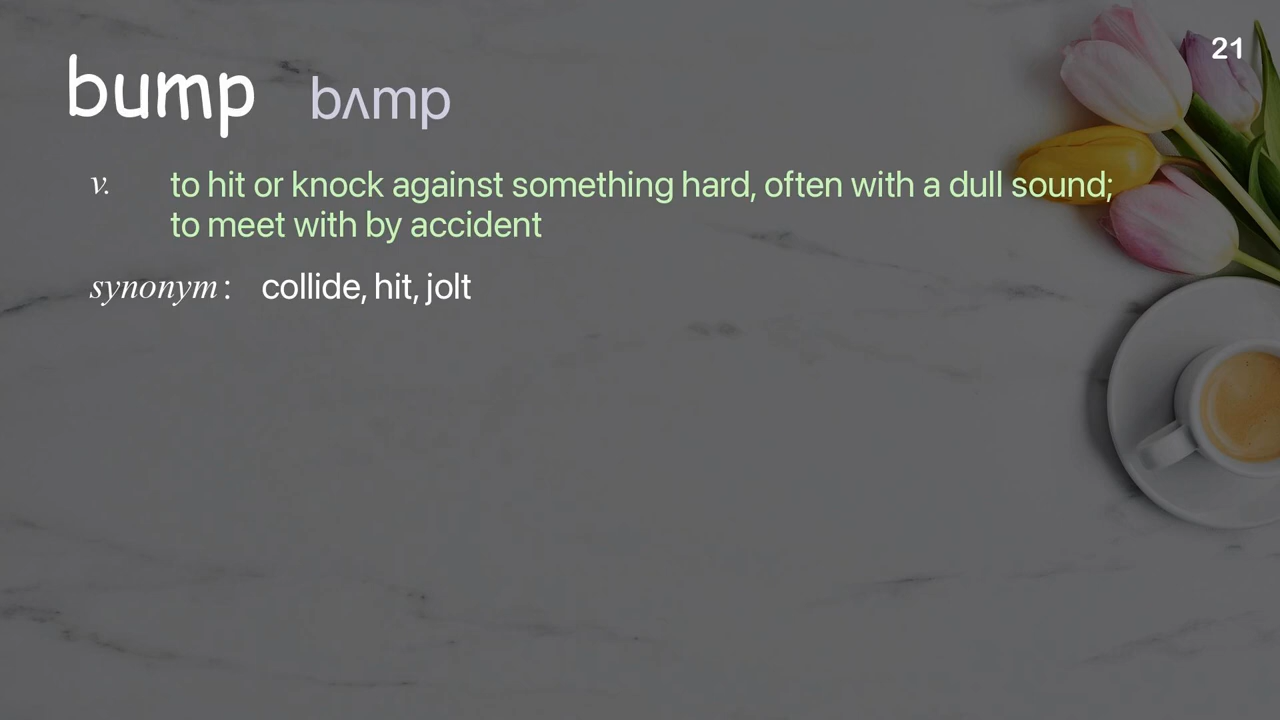 21
bump bʌmp
v. to hit or knock against something hard, often with a dull sound;
to meet with by accident
synonym : collide, hit, jolt